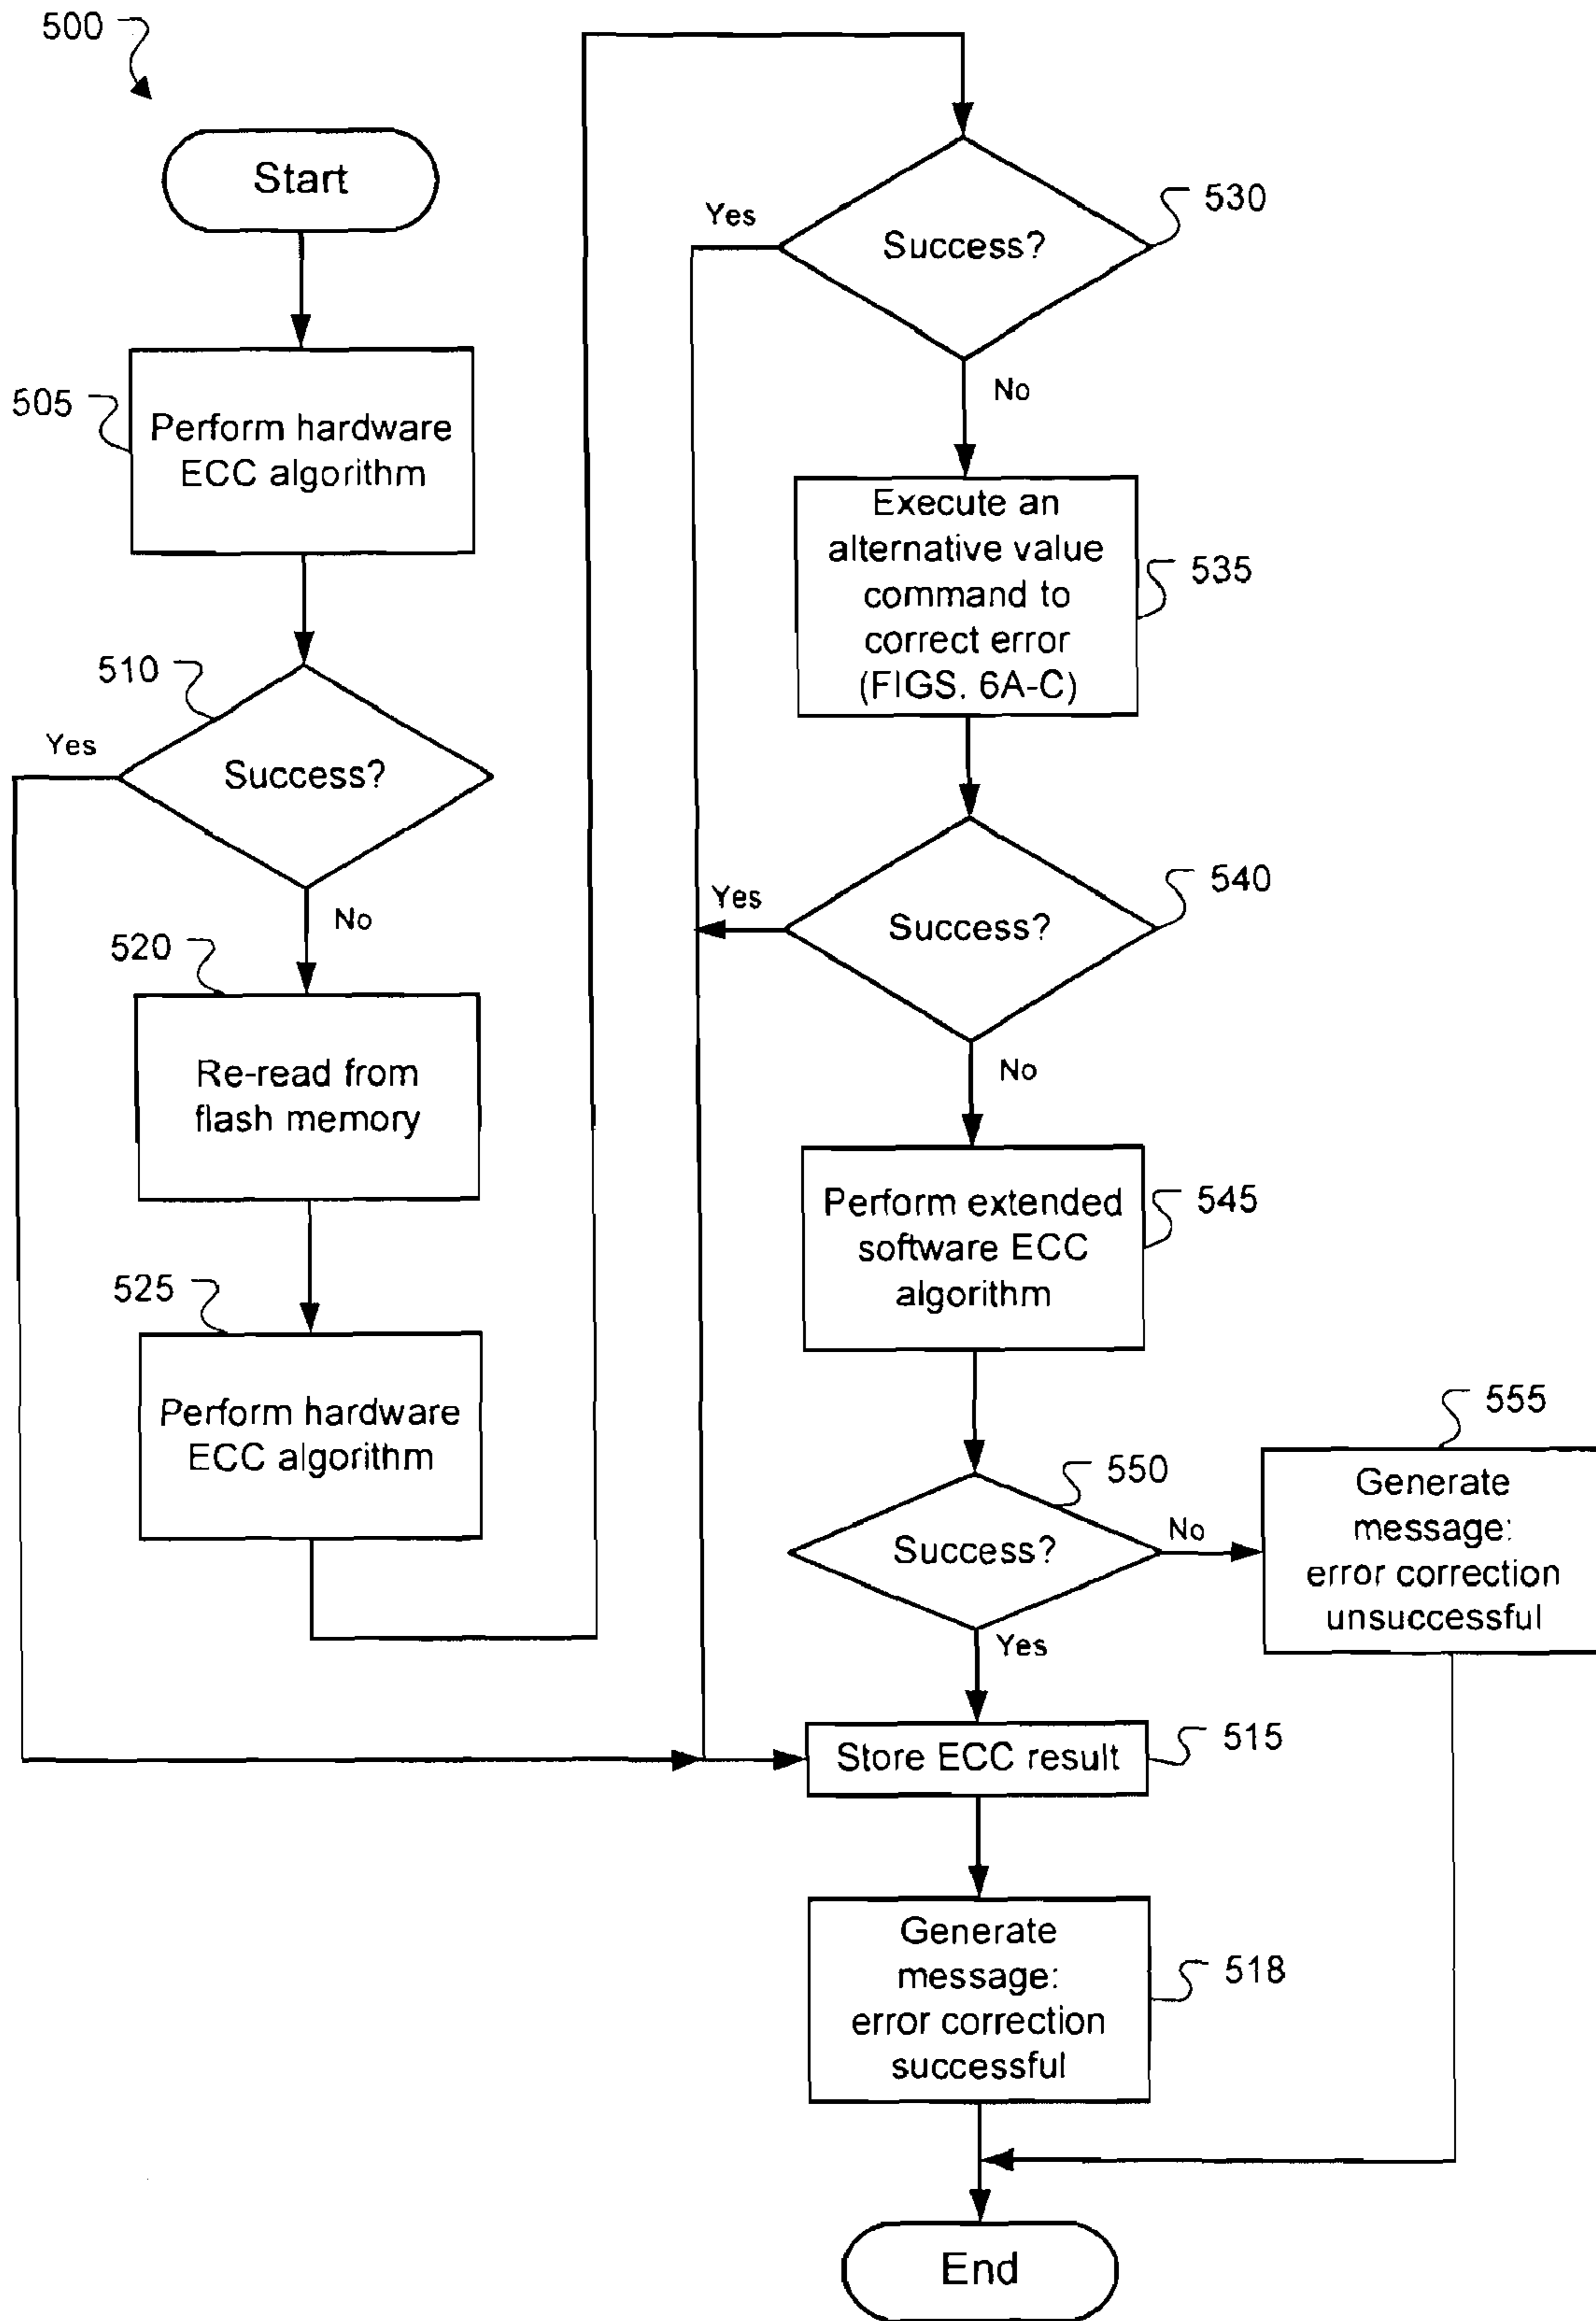 500
Start
505
Perform hardware
ECC algorithm
510
Yes
Success?
No
520
Re-read from
flash memory
525
Perform hardware
ECC algorithm
530
Yes
Success?
No
Execute an
alternative value
command to
correct error
(FIGS. 6A-C)
535
540
Yes
Success?
No
Perform extended
software ECC
algorithm
545
550
Success?
No
Yes
555
Generate
message:
error correction
unsuccessful
Store ECC result
515
Generate
message:
error correction
successful
518
End